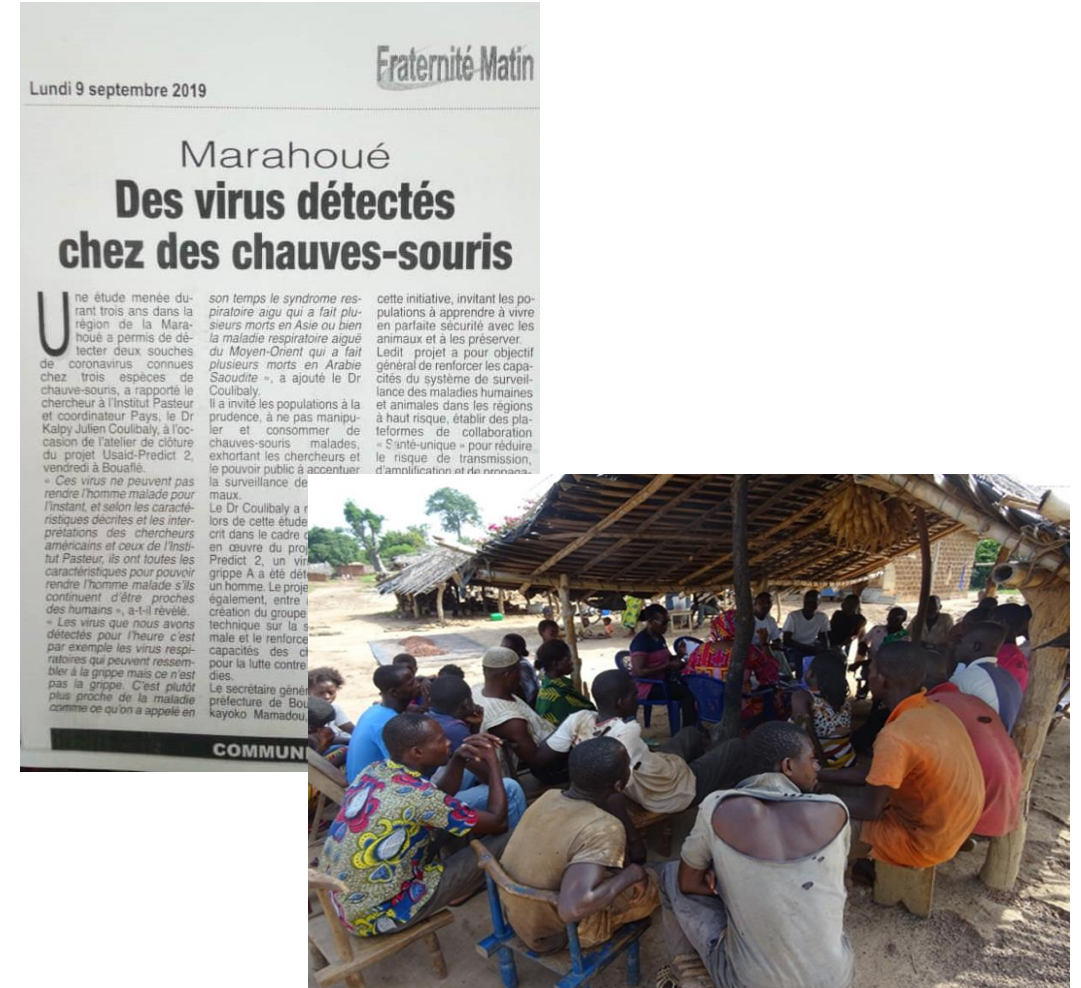 Fraternité Matin
Lundi 9 septembre 2019
Marahoué
Des virus détectés
chez des chauves-souris
Une étude menée du-
rant trois ans dans la
région de la Mara-
houé a permis de dé-
tecter deux souches
de coronavirus connues
chez trois espèces de
chauve-souris, a rapporté le
chercheur à l'Institut Pasteur
et coordinateur Pays, le Dr
Kalpy Julien Coulibaly, à l'oc-
casion de l'atelier de clôture
du projet Usaid-Predict 2,
vendredi à Bouaflé.
« Ces virus ne peuvent pas
rendre l'homme malade pour
l'instant, et selon les caracté-
ristiques décrites et les inter-
prétations des chercheurs
américains et ceux de l'Insti-
tut Pasteur, ils ont toutes les
caractéristiques pour pouvoir
rendre l'homme malade s'ils
continuent d'être proches
des humains », a-t-il révélé.
« Les virus que nous avons
détectés pour l'heure c'est
par exemple les virus respi-
ratoires qui peuvent ressem-
bler à la grippe mais ce n'est
pas la grippe. C'est plutôt
plus proche de la maladie
comme ce qu'on a appelé en
son temps le syndrome res-
piratoire aigu qui a fait plu-
sieurs morts en Asie ou bien
la maladie respiratoire aiguë
du Moyen-Orient qui a fait
plusieurs morts en Arabie
Saoudite », a ajouté le Dr
Coulibaly.
Il a invité les populations à la
prudence, à ne pas manipu-
ler et consommer de
chauves-souris malades,
exhortant les chercheurs et
le pouvoir public à accentuer
la surveillance de
maux.
Le Dr Coulibaly a
lors de cette étude
crit dans le cadre
en œuvre du
Predict 2, un
grippe A a été
un homme. Le
également, entre
création du groupe
technique sur la
male et le
capacités des
pour la lutte contre
dies.
Le secrétaire
préfecture de
kayoko Mamadou,
cette initiative, invitant les po-
pulations à apprendre à vivre
en parfaite sécurité avec les
animaux et à les préserver.
Ledit projet a pour objectif
général de renforcer les capa-
cités du système de surveil-
lance des maladies humaines
et animales dans les régions
à haut risque, établir des pla-
teformes de collaboration
« Santé-unique » pour réduire
le risque de transmission,
d'amplification et de
COMMUN